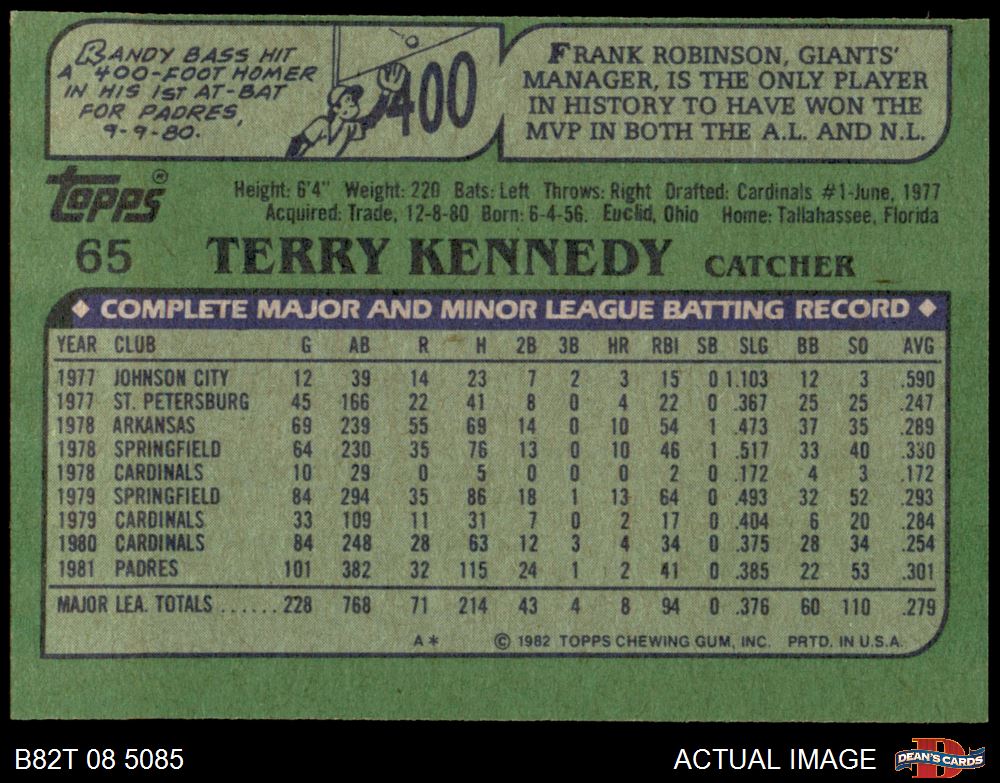 RANDY BASS HIT
A 400-FOOT HOMER
IN HIS 1ST AT-BAT
FOR PADRES,
9-9-80.
400
FRANK ROBINSON, GIANTS'
MANAGER, IS THE ONLY PLAYER
IN HISTORY TO HAVE WON THE
MVP IN BOTH THE A.L. AND N.L.
topps®
Height: 6'4" Weight: 220 Bats: Left Throws: Right Drafted: Cardinals #1-June, 1977
Acquired: Trade, 12-8-80 Born: 6-4-56. Euclid, Ohio Home: Tallahassee, Florida
65 TERRY KENNEDY CATCHER
◆ COMPLETE MAJOR AND MINOR LEAGUE BATTING RECORD ◆
YEAR CLUB G AB R H 2B 3B HR RBI SB SLG BB SO AVG
1977 JOHNSON CITY 12 39 14 23 7 2 3 15 0 1.103 12 3 .590
1977 ST. PETERSBURG 45 166 22 41 8 0 4 22 0 .367 25 25 .247
1978 ARKANSAS 69 239 55 69 14 0 10 54 1 .473 37 35 .289
1978 SPRINGFIELD 64 230 35 76 13 0 10 46 1 .517 33 40 .330
1978 CARDINALS 10 29 0 5 0 0 0 2 0 .172 4 3 .172
1979 SPRINGFIELD 84 294 35 86 18 1 13 64 0 .493 32 52 .293
1979 CARDINALS 33 109 11 31 7 0 2 17 0 .404 6 20 .284
1980 CARDINALS 84 248 28 63 12 3 4 34 0 .375 28 34 .254
1981 PADRES 101 382 32 115 24 1 2 41 0 .385 22 53 .301
MAJOR LEA. TOTALS ...... 228 768 71 214 43 4 8 94 0 .376 60 110 .279
A* © 1982 TOPPS CHEWING GUM, INC. PRTD. IN U.S.A.
B82T 08 5085
ACTUAL IMAGE
D
DEAN'S CARDS